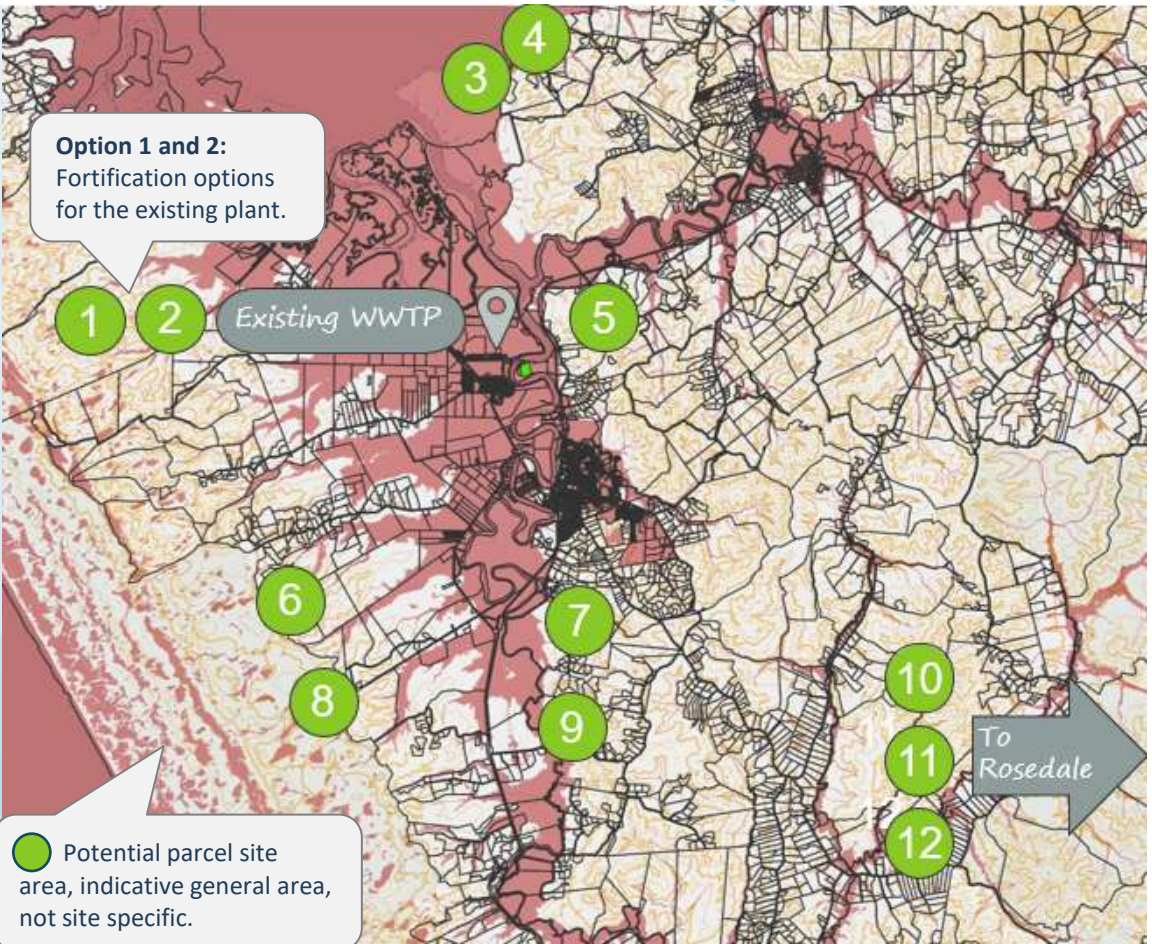 4
3
Option 1 and 2:
Fortification options
for the existing plant.
1
2
Existing WWTP
5
6
7
8
9
10
11
12
To
Rosedale
Potential parcel site
area, indicative general area,
not site specific.